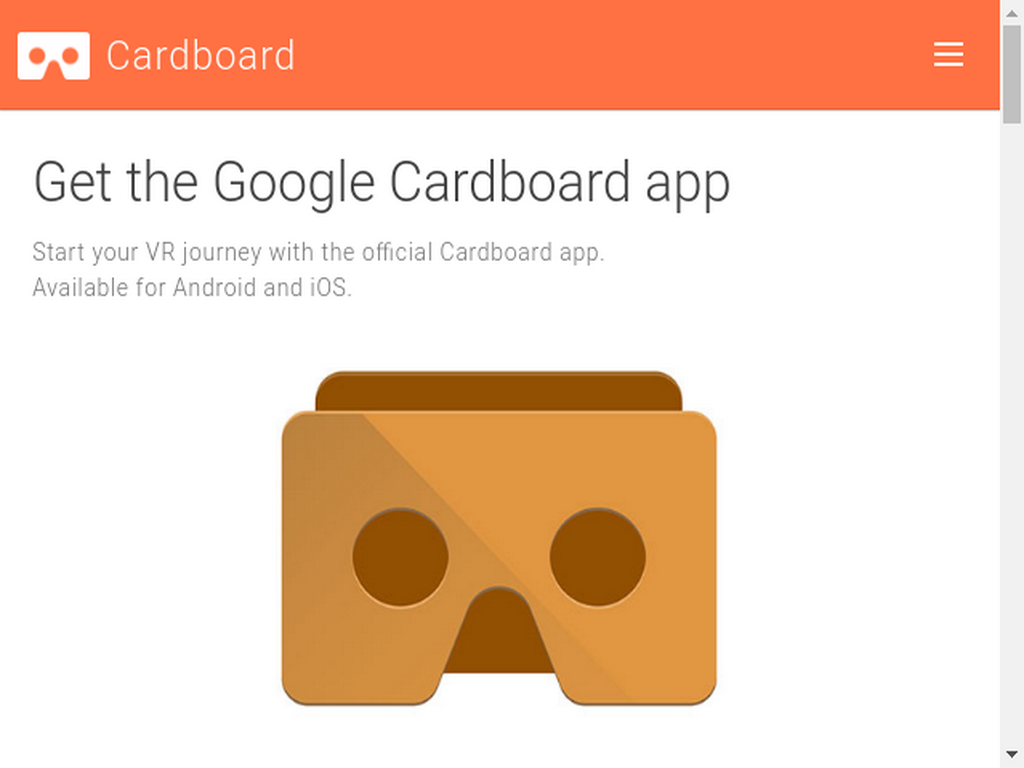 Cardboard
Get the Google Cardboard app
Start your VR journey with the official Cardboard app.
Available for Android and iOS.